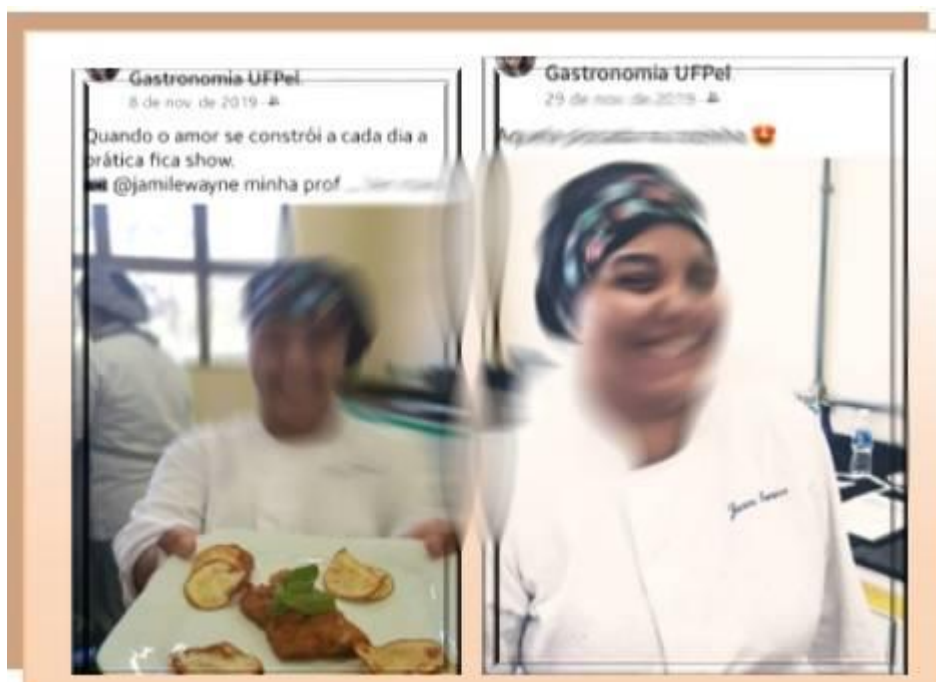 Gastronomia UFPel
8 de nov. de 2019
Quando o amor se constrói a cada dia a
prática fica show.
@jamilewayne minha prof
Gastronomia UFPel
29 de nov. de 2019